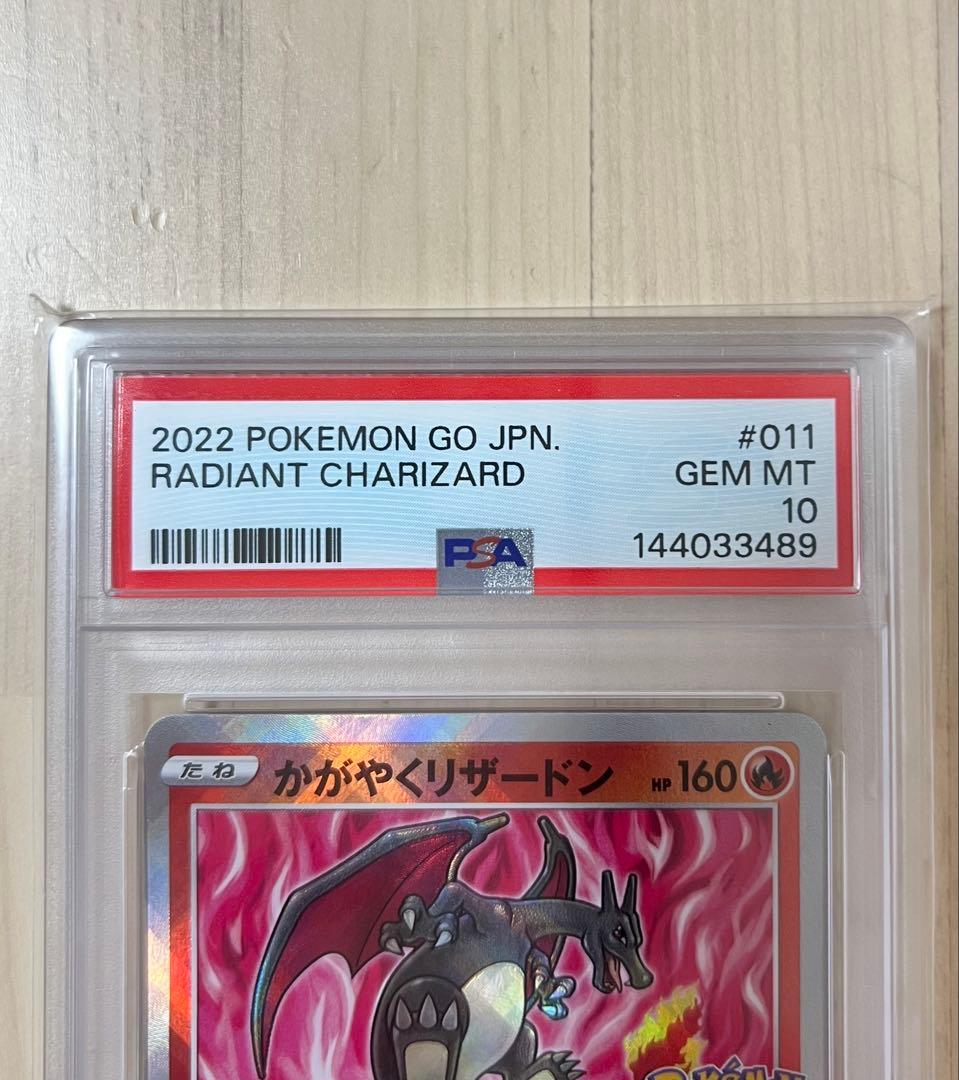 2022 POKEMON GO JPN. #011
RADIANT CHARIZARD GEM MT
10
PSA 144033489
たね かがやくリザードン HP 160